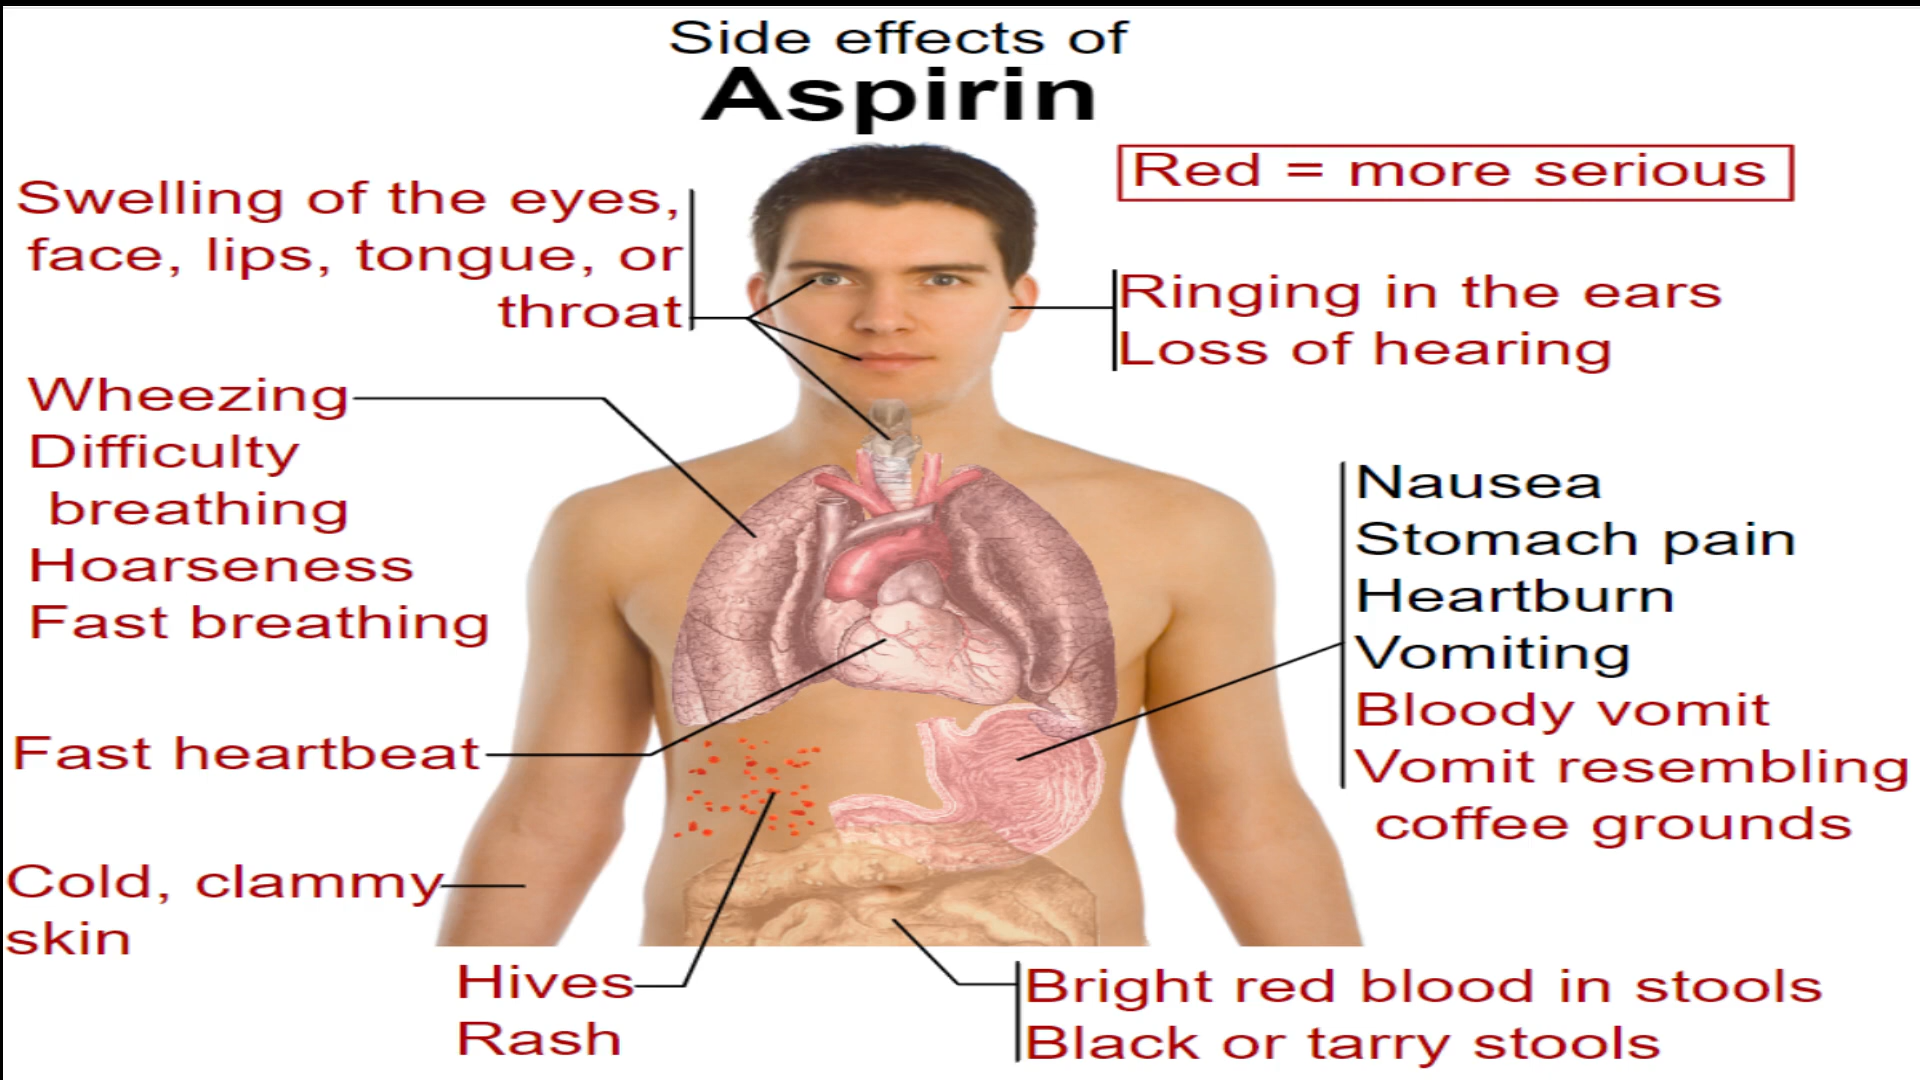 Side effects of
Aspirin
Red = more serious
Swelling of the eyes,
face, lips, tongue, or
throat
Ringing in the ears
Loss of hearing
Wheezing
Difficulty
breathing
Hoarseness
Fast breathing
Nausea
Stomach pain
Heartburn
Vomiting
Bloody vomit
Vomit resembling
coffee grounds
Fast heartbeat
Cold, clammy
skin
Hives
Rash
Bright red blood in stools
Black or tarry stools